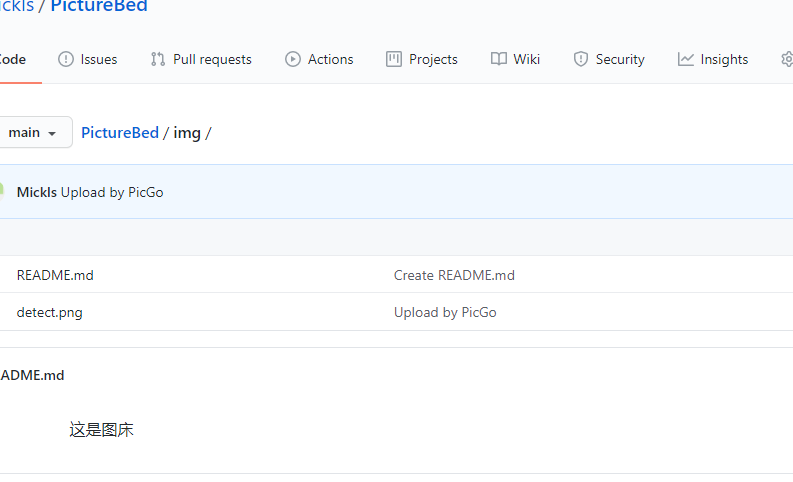 ickls / PictureBed
Code Issues Pull requests Actions Projects Wiki Security Insights
main PictureBed / img /
Mickls Upload by PicGo
README.md Create README.md
detect.png Upload by PicGo
ADME.md
这是图床